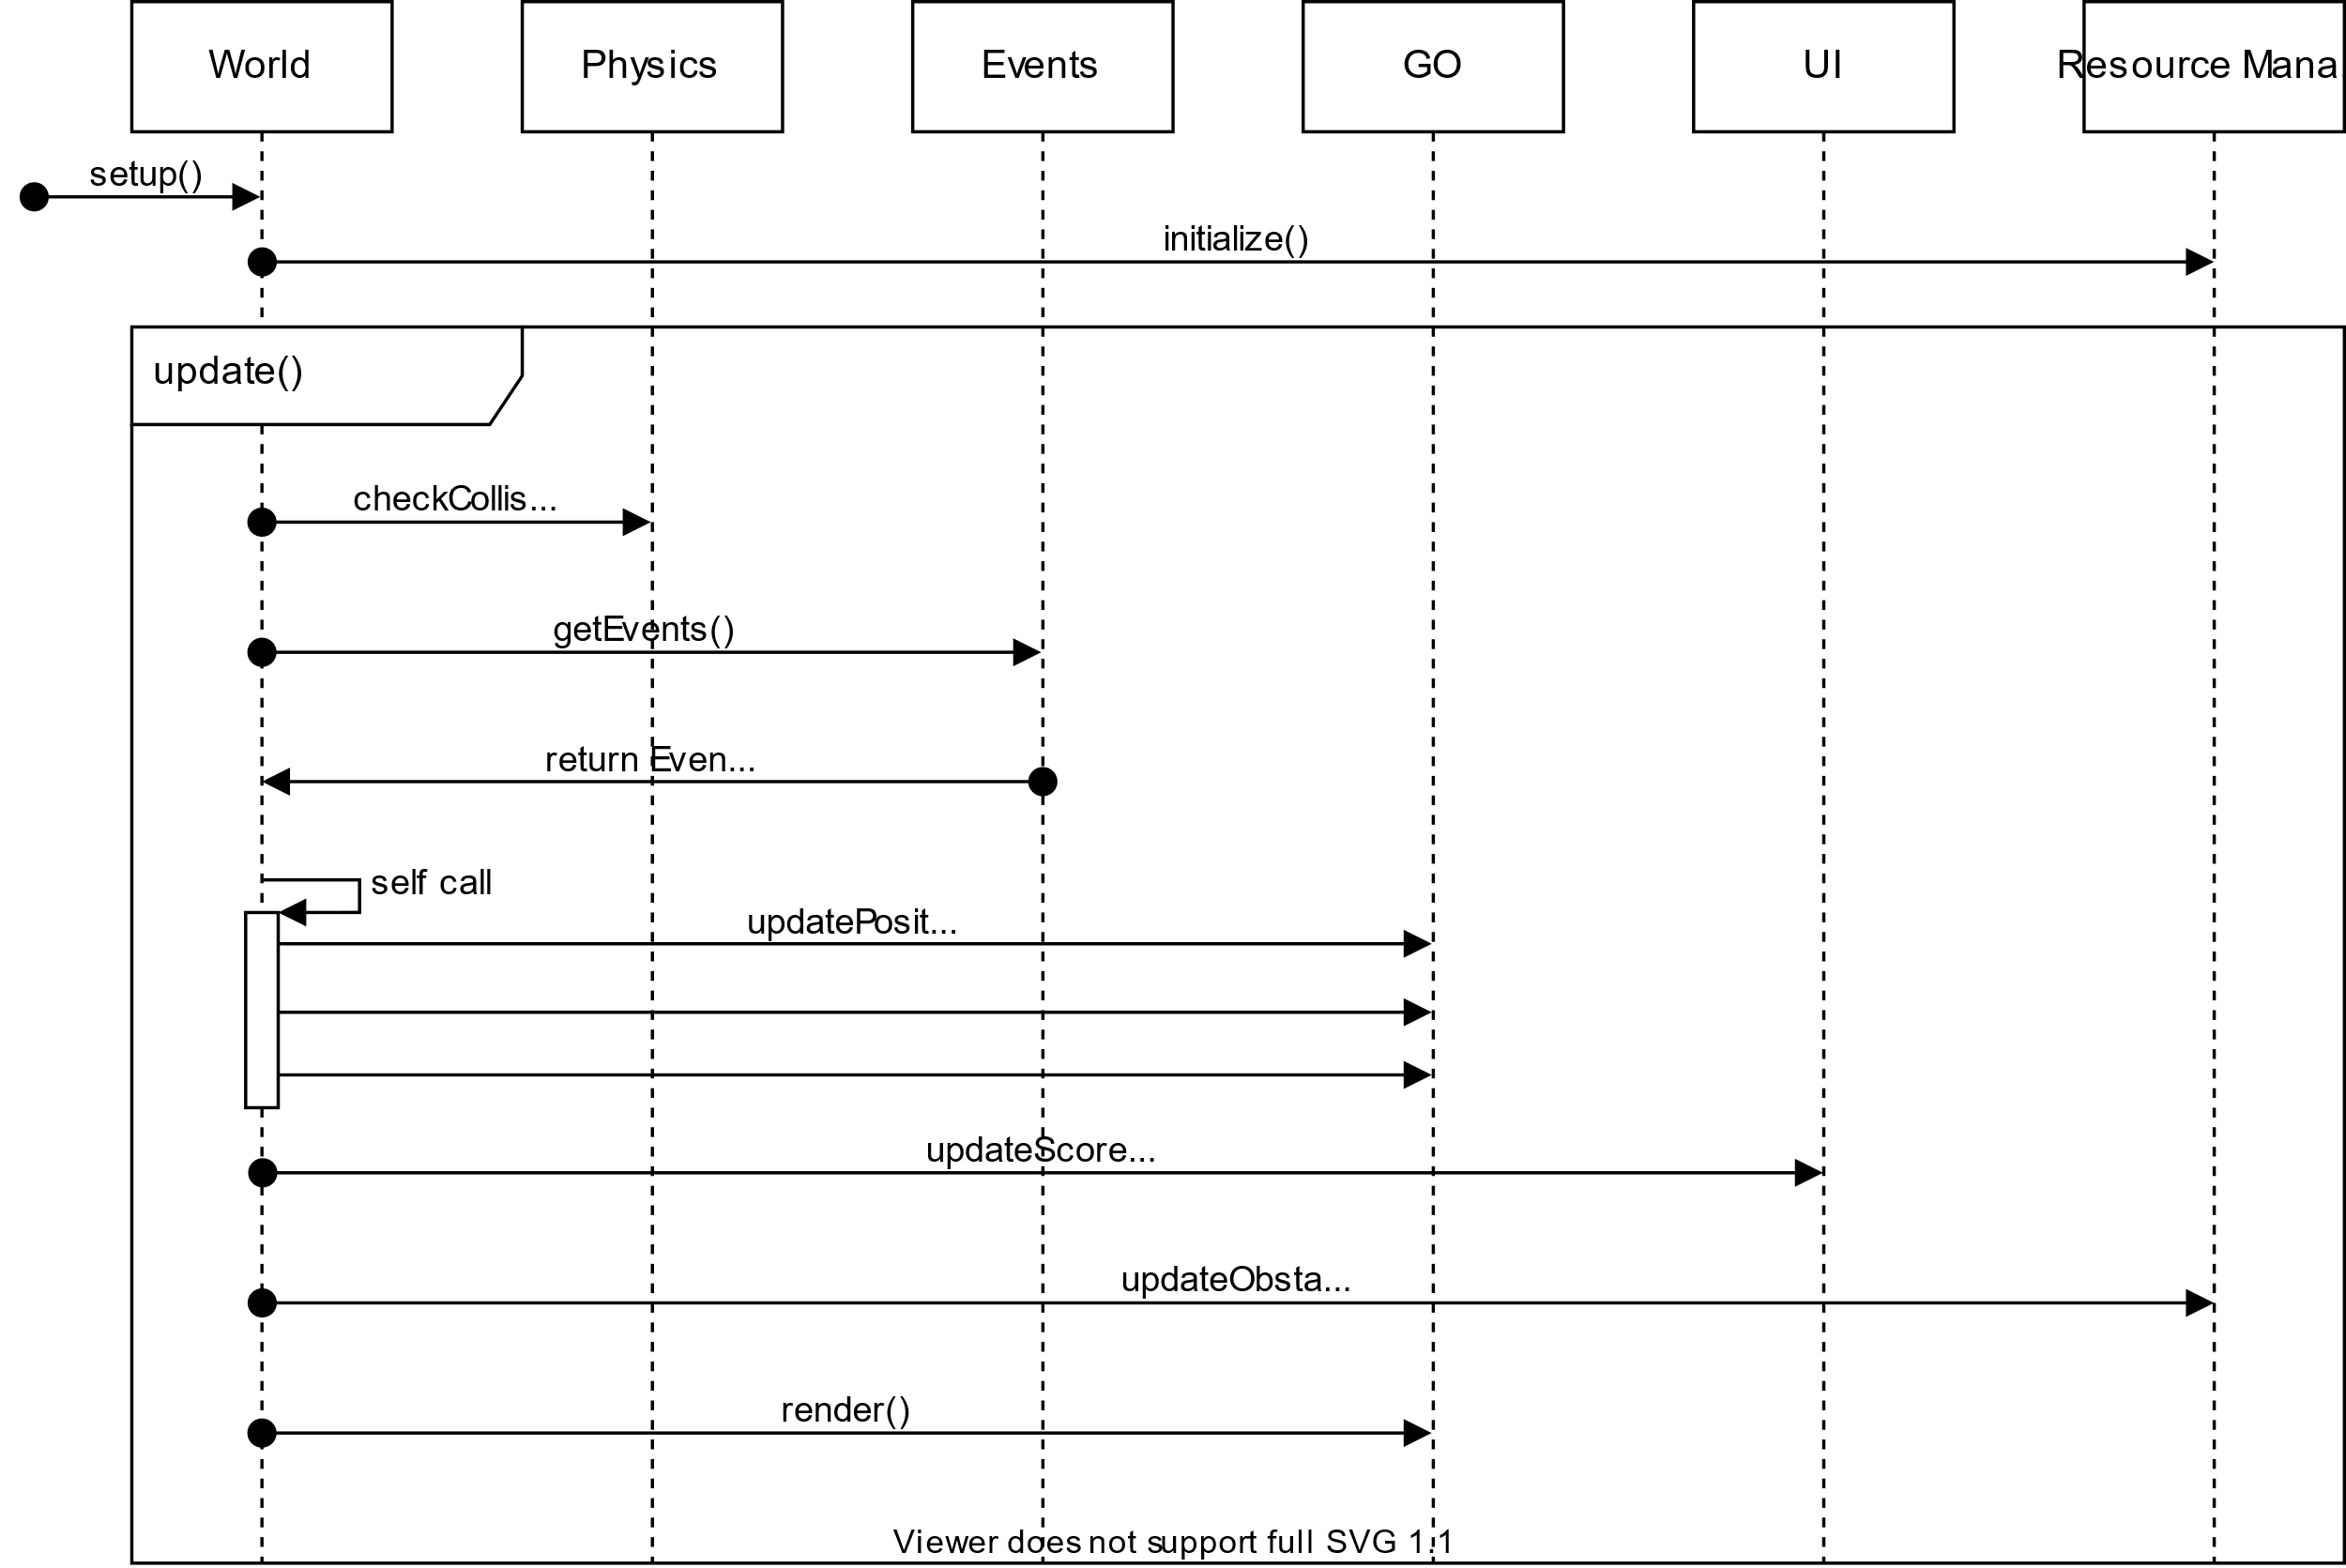 World
Physics
Events
GO
UI
Resource Mana.
setup()
initialize()
update()
checkCollis...
getEvents()
return Even...
self call
updatePosit...
updateScore...
updateObsta...
render()
Viewer does not support full SVG 1.1